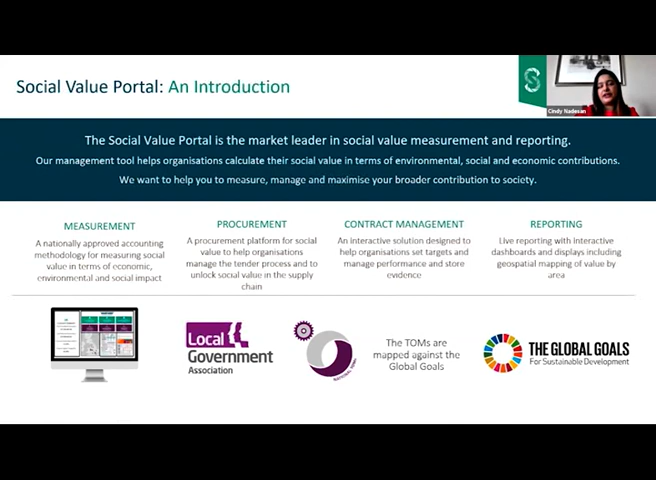 Social Value Portal: An Introduction
Cindy Nadesan
The Social Value Portal is the market leader in social value measurement and reporting.
Our management tool helps organisations calculate their social value in terms of environmental, social and economic contributions.
We want to help you to measure, manage and maximise your broader contribution to society.
MEASUREMENT
A nationally approved accounting
methodology for measuring social
value in terms of economic,
environmental and social impact
PROCUREMENT
A procurement platform for social
value to help organisations
manage the tender process and to
unlock social value in the supply
chain
CONTRACT MANAGEMENT
An interactive solution designed to
help organisations set targets and
manage performance and store
evidence
REPORTING
Live reporting with interactive
dashboards and displays including
geospatial mapping of value by
area
Local
Government
Association
The TOMs are
mapped against the
Global Goals
THE GLOBAL GOALS
For Sustainable Development